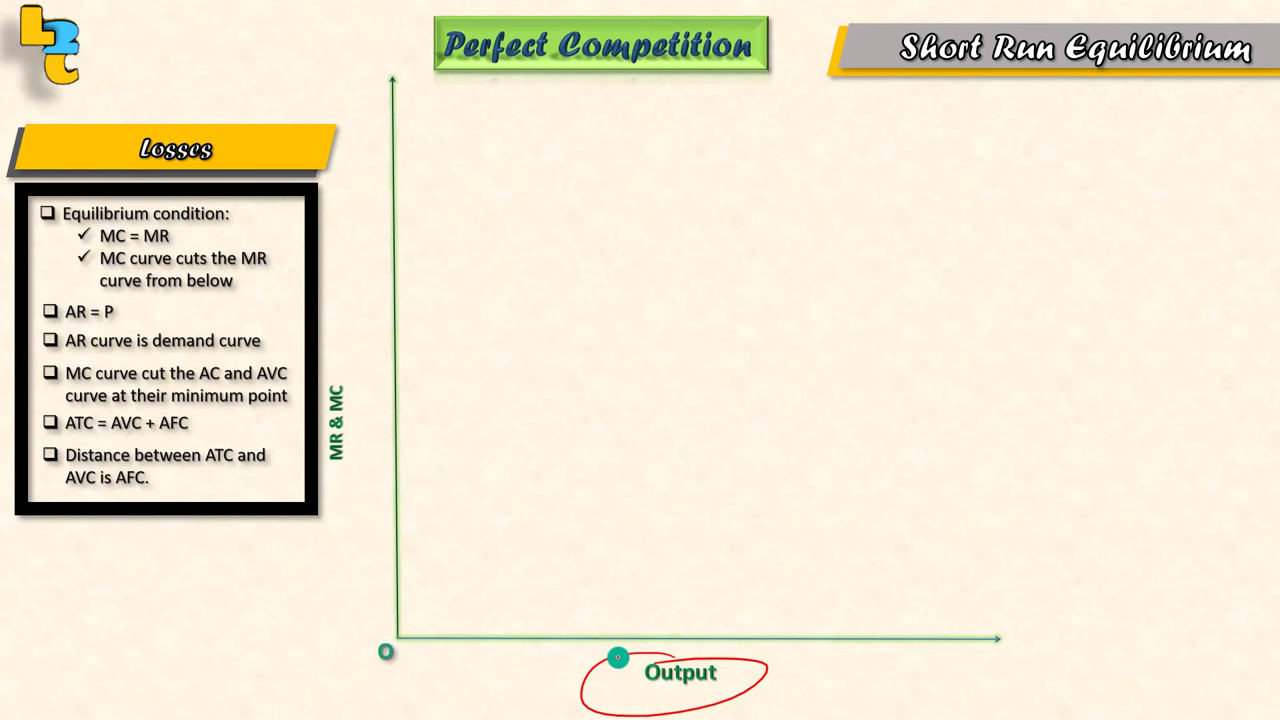 LBC
Perfect Competition
Short Run Equilibrium
Losses
Equilibrium condition:
MC = MR
MC curve cuts the MR
curve from below
AR = P
AR curve is demand curve
MC curve cut the AC and AVC
curve at their minimum point
ATC = AVC + AFC
Distance between ATC and
AVC is AFC.
MR & MC
O
Output